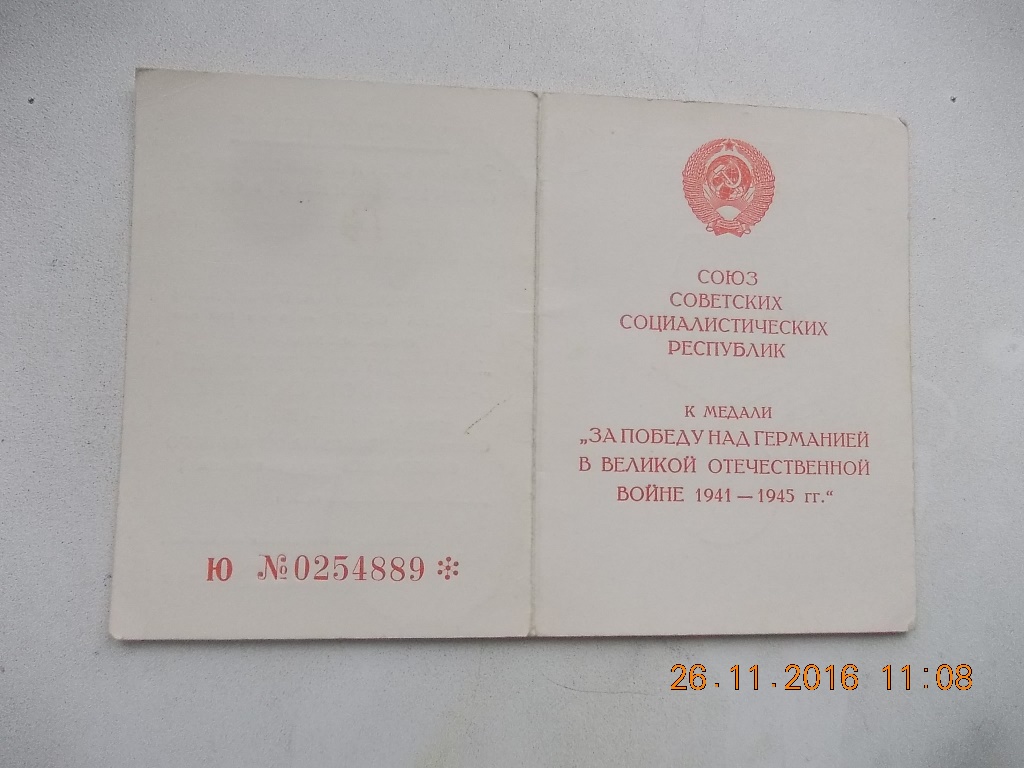 Ю №0254889
СОЮЗ
СОВЕТСКИХ
СОЦИАЛИСТИЧЕСКИХ
РЕСПУБЛИК
К МЕДАЛИ
„ЗА ПОБЕДУ НАД ГЕРМАНИЕЙ
В ВЕЛИКОЙ ОТЕЧЕСТВЕННОЙ
ВОЙНЕ 1941 — 1945 гг.“
26.11.2016 11:08